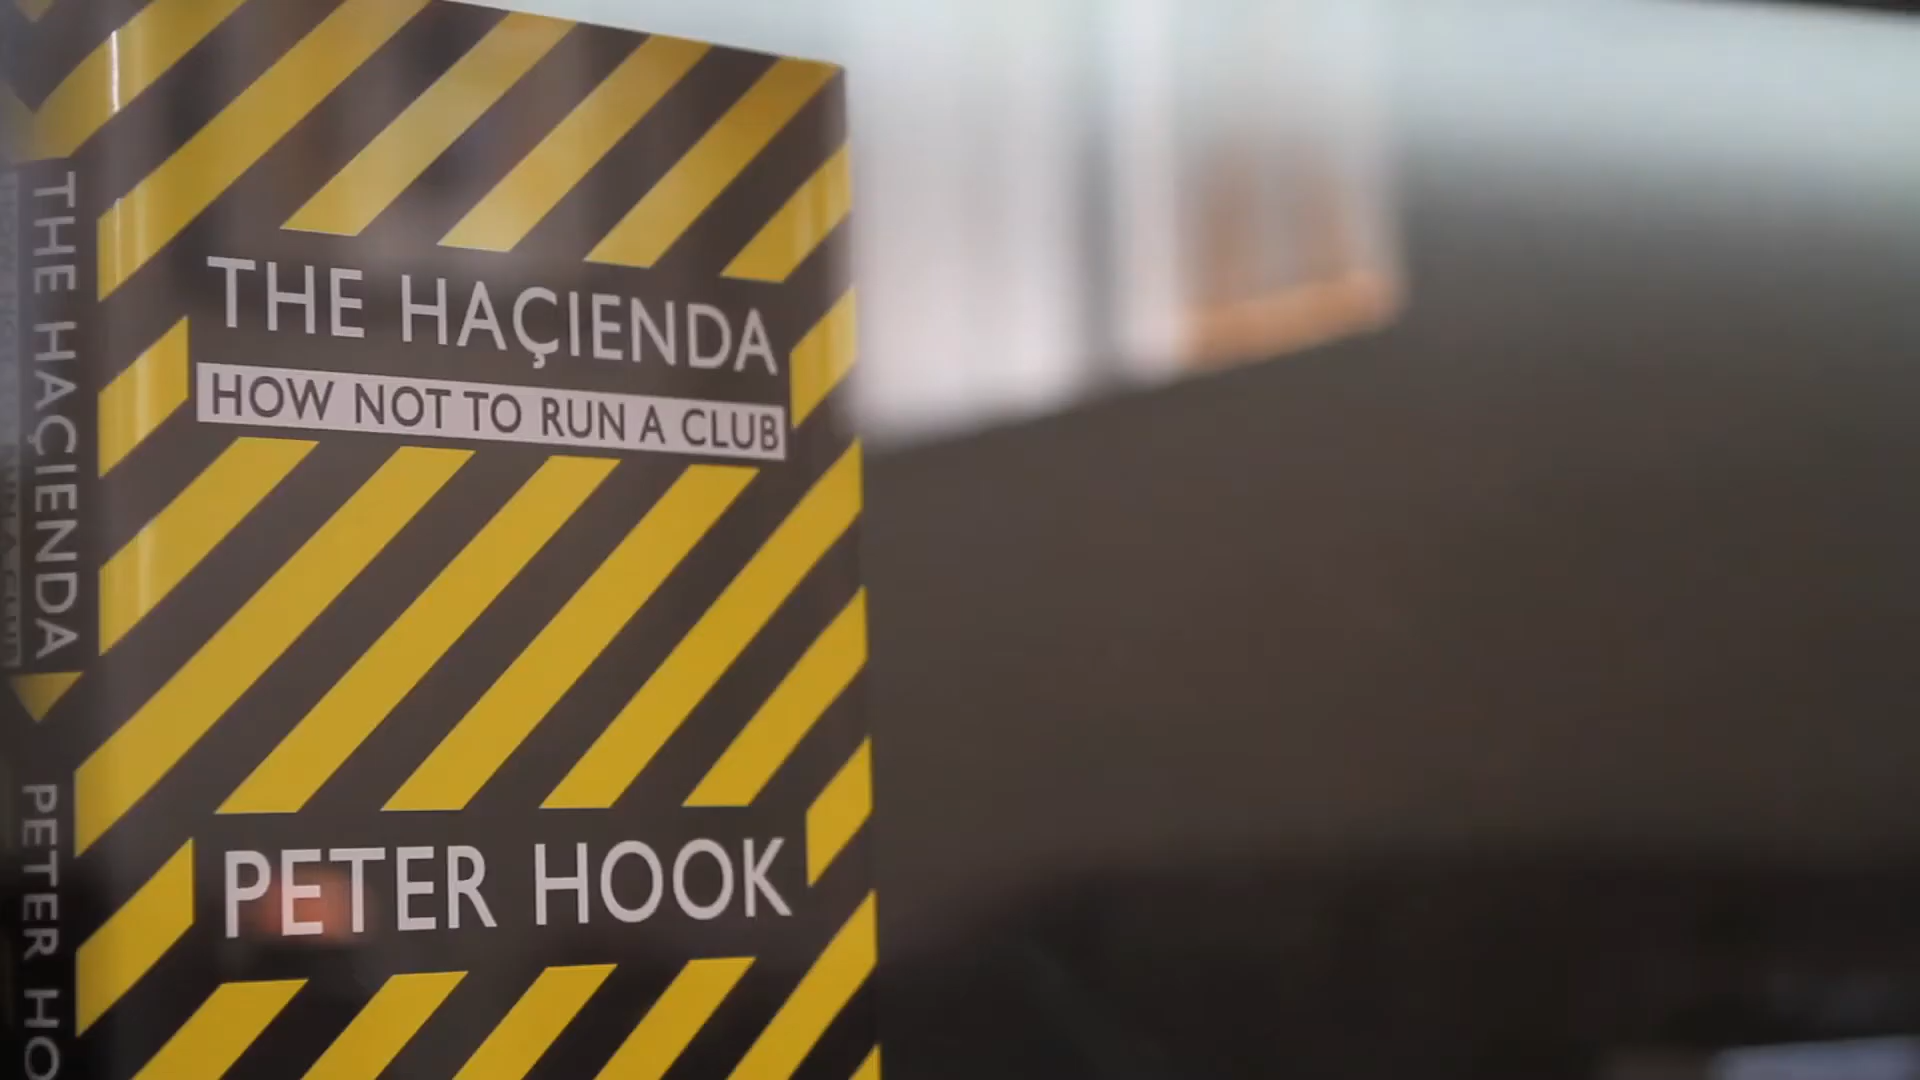 THE HAÇIENDA
PETER HO
THE HAÇIENDA
HOW NOT TO RUN A CLUB
PETER HOOK